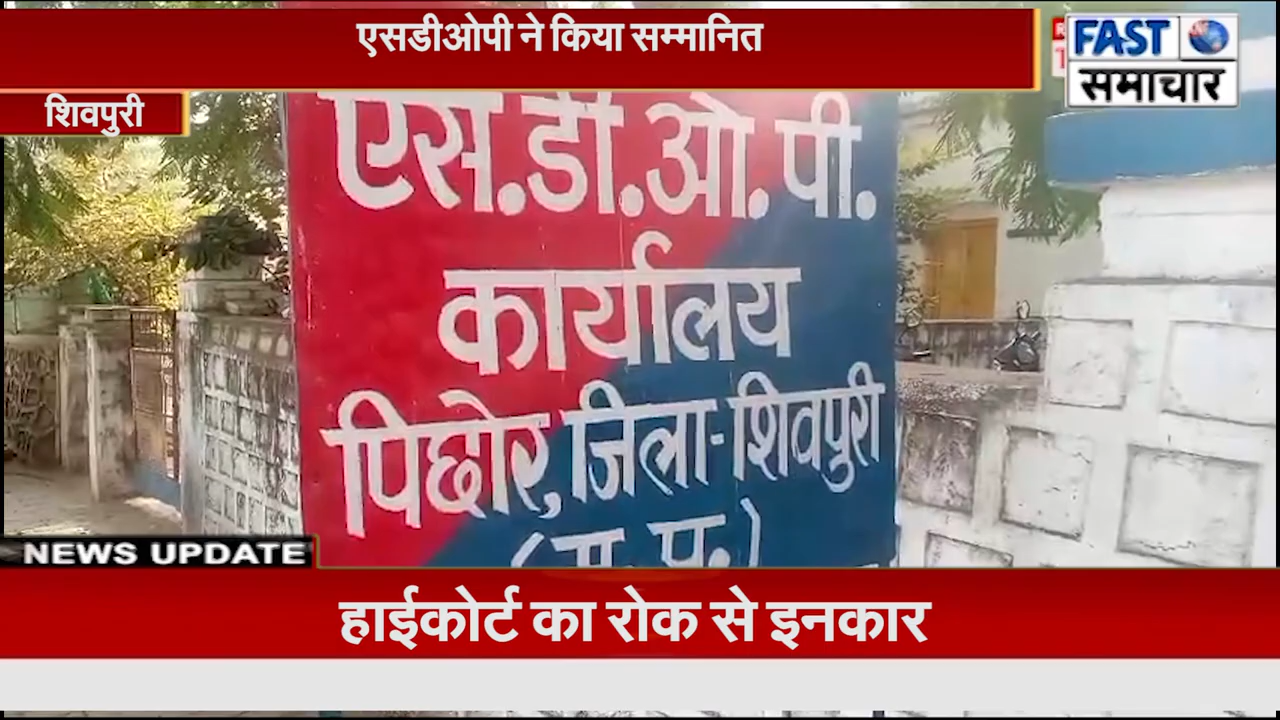 एसडीओपी ने किया सम्मानित
FAST
समाचार
शिवपुरी
एस.डी.ओ.पी.
कार्यालय
पिछोर, जिला-शिवपुरी
(म.प्र.)
NEWS UPDATE
हाईकोर्ट का रोक से इनकार